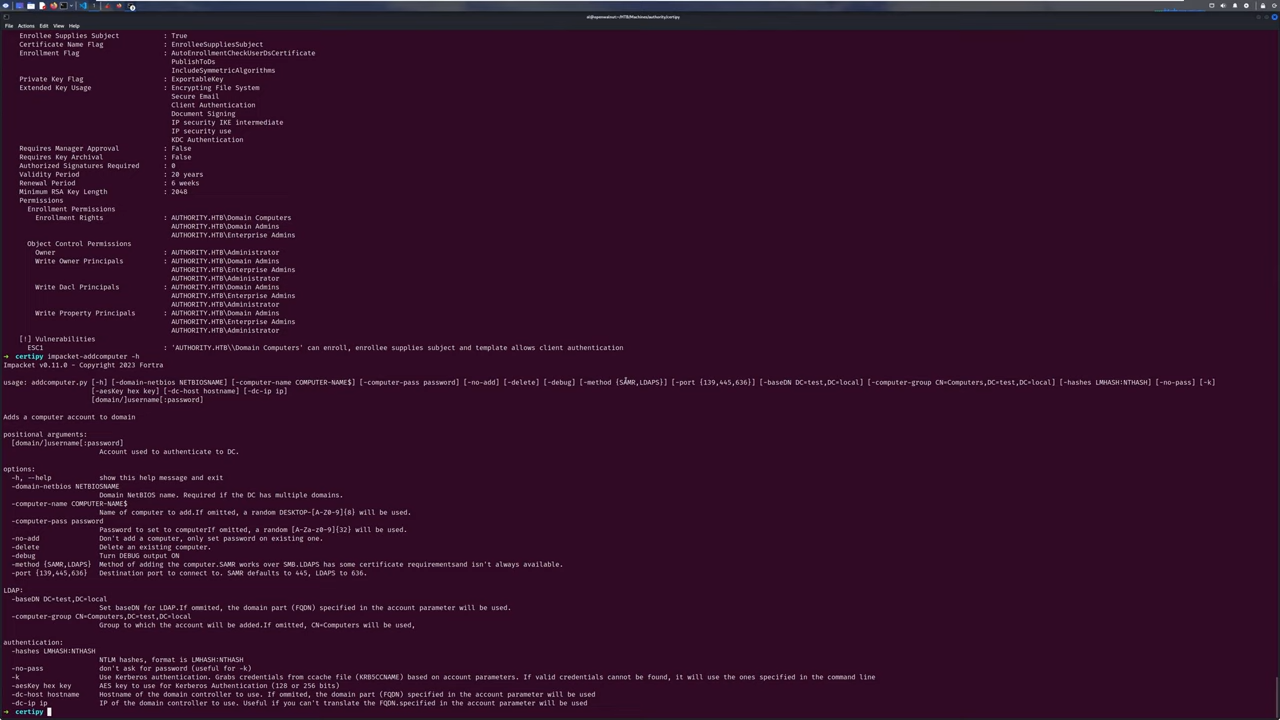 ai@openwalnut:~/HTB/Machines/authority/certipy
File Actions Edit View Help
Enrollee Supplies Subject : True
Certificate Name Flag : EnrolleeSuppliesSubject
Enrollment Flag : AutoEnrollmentCheckUserDsCertificate
PublishToDs
IncludeSymmetricAlgorithms
Private Key Flag : ExportableKey
Extended Key Usage : Encrypting File System
Secure Email
Client Authentication
Document Signing
IP security IKE intermediate
IP security use
KDC Authentication
Requires Manager Approval : False
Requires Key Archival : False
Authorized Signatures Required : 0
Validity Period : 20 years
Renewal Period : 6 weeks
Minimum RSA Key Length : 2048
Permissions
Enrollment Permissions
Enrollment Rights : AUTHORITY.HTB\Domain Computers
AUTHORITY.HTB\Domain Admins
AUTHORITY.HTB\Enterprise Admins
Object Control Permissions
Owner : AUTHORITY.HTB\Administrator
Write Owner Principals : AUTHORITY.HTB\Domain Admins
AUTHORITY.HTB\Enterprise Admins
AUTHORITY.HTB\Administrator
Write Dacl Principals : AUTHORITY.HTB\Domain Admins
AUTHORITY.HTB\Enterprise Admins
AUTHORITY.HTB\Administrator
Write Property Principals : AUTHORITY.HTB\Domain Admins
AUTHORITY.HTB\Enterprise Admins
AUTHORITY.HTB\Administrator
[!] Vulnerabilities
ESC1 : 'AUTHORITY.HTB\\Domain Computers' can enroll, enrollee supplies subject and template allows client authentication
➜ certipy impacket-addcomputer -h
Impacket v0.11.0 - Copyright 2023 Fortra
usage: addcomputer.py [-h] [-domain-netbios NETBIOSNAME] [-computer-name COMPUTER-NAME$] [-computer-pass password] [-no-add] [-delete] [-debug] [-method {SAMR,LDAPS}] [-port {139,445,636}] [-baseDN DC=test,DC=local] [-computer-group CN=Computers,DC=test,DC=local] [-hashes LMHASH:NTHASH] [-no-pass] [-k]
[-aesKey hex key] [-dc-host hostname] [-dc-ip ip]
[domain/]username[:password]
Adds a computer account to domain
positional arguments:
[domain/]username[:password]
Account used to authenticate to DC.
options:
-h, --help show this help message and exit
-domain-netbios NETBIOSNAME
Domain NetBIOS name. Required if the DC has multiple domains.
-computer-name COMPUTER-NAME$
Name of computer to add.If omitted, a random DESKTOP-[A-Z0-9]{8} will be used.
-computer-pass password
Password to set to computerIf omitted, a random [A-Za-z0-9]{32} will be used.
-no-add Don't add a computer, only set password on existing one.
-delete Delete an existing computer.
-debug Turn DEBUG output ON
-method {SAMR,LDAPS} Method of adding the computer.SAMR works over SMB.LDAPS has some certificate requirementsand isn't always available.
-port {139,445,636} Destination port to connect to. SAMR defaults to 445, LDAPS to 636.
LDAP:
-baseDN DC=test,DC=local
Set baseDN for LDAP.If ommited, the domain part (FQDN) specified in the account parameter will be used.
-computer-group CN=Computers,DC=test,DC=local
Group to which the account will be added.If omitted, CN=Computers will be used,
authentication:
-hashes LMHASH:NTHASH
NTLM hashes, format is LMHASH:NTHASH
-no-pass don't ask for password (useful for -k)
-k Use Kerberos authentication. Grabs credentials from ccache file (KRB5CCNAME) based on account parameters. If valid credentials cannot be found, it will use the ones specified in the command line
-aesKey hex key AES key to use for Kerberos Authentication (128 or 256 bits)
-dc-host hostname Hostname of the domain controller to use. If ommited, the domain part (FQDN) specified in the account parameter will be used
-dc-ip ip IP of the domain controller to use. Useful if you can't translate the FQDN.specified in the account parameter will be used
➜ certipy